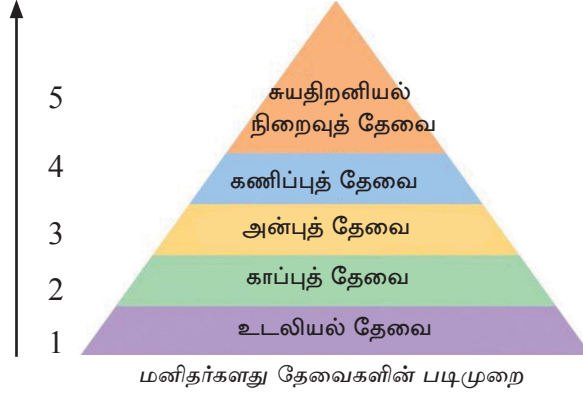 5
சுயதிறனியல்
நிறைவுத் தேவை
4
கணிப்புத் தேவை
3
அன்புத் தேவை
2
காப்புத் தேவை
1
உடலியல் தேவை
மனிதர்களது தேவைகளின் படிமுறை